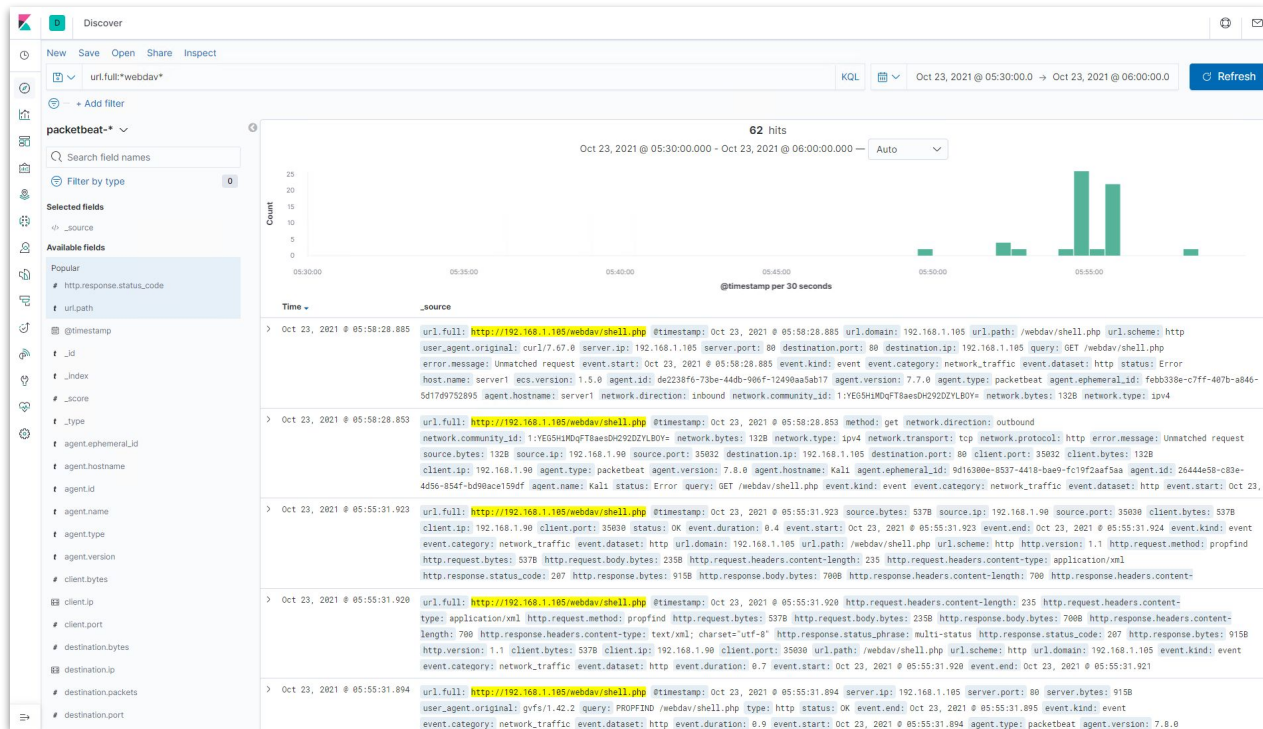 D Discover
New Save Open Share Inspect
url.full:*webdav* KQL Oct 23, 2021 @ 05:30:00.0 → Oct 23, 2021 @ 06:00:00.0 Refresh
+ Add filter
packetbeat-*
Search field names
Filter by type 0
Selected fields
_source
Available fields
Popular
# http.response.status_code
t url.path
@timestamp
t _id
t _index
# _score
t _type
t agent.ephemeral_id
t agent.hostname
t agent.id
t agent.name
t agent.type
t agent.version
# client.bytes
client.ip
# client.port
# destination.bytes
destination.ip
# destination.packets
# destination.port
62 hits
Oct 23, 2021 @ 05:30:00.000 - Oct 23, 2021 @ 06:00:00.000 — Auto
Count
25
20
15
10
5
0
05:30:00 05:35:00 05:40:00 05:45:00 05:50:00 05:55:00
@timestamp per 30 seconds
Time _source
Oct 23, 2021 @ 05:58:28.885 url.full: http://192.168.1.105/webdav/shell.php @timestamp: Oct 23, 2021 @ 05:58:28.885 url.domain: 192.168.1.105 url.path: /webdav/shell.php url.scheme: http
user_agent.original: curl/7.67.0 server.ip: 192.168.1.105 server.port: 80 destination.port: 80 destination.ip: 192.168.1.105 query: GET /webdav/shell.php
error.message: Unmatched request event.start: Oct 23, 2021 @ 05:58:28.885 event.kind: event event.category: network_traffic event.dataset: http status: Error
host.name: server1 ecs.version: 1.5.0 agent.id: de2238f6-73be-44db-906f-12490aa5ab17 agent.version: 7.7.0 agent.type: packetbeat agent.ephemeral_id: febb338e-c7ff-407b-a846-
5d17d9752895 agent.hostname: server1 network.direction: inbound network.community_id: 1:YEG5HiMDqFT8aesDH292DZYLBOY= network.bytes: 132B network.type: ipv4
Oct 23, 2021 @ 05:58:28.853 url.full: http://192.168.1.105/webdav/shell.php @timestamp: Oct 23, 2021 @ 05:58:28.853 method: get network.direction: outbound
network.community_id: 1:YEG5HiMDqFT8aesDH292DZYLBOY= network.bytes: 132B network.type: ipv4 network.transport: tcp network.protocol: http error.message: Unmatched request
source.bytes: 132B source.ip: 192.168.1.90 source.port: 35032 destination.ip: 192.168.1.105 destination.port: 80 client.port: 35032 client.bytes: 132B
client.ip: 192.168.1.90 agent.type: packetbeat agent.version: 7.8.0 agent.hostname: Kali agent.ephemeral_id: 9d16300e-8537-4418-bae9-fc19f2aaf5aa agent.id: 26444e58-c83e-
4d56-854f-bd90ace159df agent.name: Kali status: Error query: GET /webdav/shell.php event.kind: event event.category: network_traffic event.dataset: http event.start: Oct 23,
Oct 23, 2021 @ 05:55:31.923 url.full: http://192.168.1.105/webdav/shell.php @timestamp: Oct 23, 2021 @ 05:55:31.923 source.bytes: 537B source.ip: 192.168.1.90 source.port: 35030 client.bytes: 537B
client.ip: 192.168.1.90 client.port: 35030 status: OK event.duration: 0.4 event.start: Oct 23, 2021 @ 05:55:31.923 event.end: Oct 23, 2021 @ 05:55:31.924 event.kind: event
event.category: network_traffic event.dataset: http url.domain: 192.168.1.105 url.path: /webdav/shell.php url.scheme: http http.version: 1.1 http.request.method: propfind
http.request.bytes: 537B http.request.body.bytes: 235B http.request.headers.content-length: 235 http.request.headers.content-type: application/xml
http.response.status_code: 207 http.response.bytes: 915B http.response.body.bytes: 700B http.response.headers.content-length: 700 http.response.headers.content-
Oct 23, 2021 @ 05:55:31.920 url.full: http://192.168.1.105/webdav/shell.php @timestamp: Oct 23, 2021 @ 05:55:31.920 http.request.headers.content-length: 235 http.request.headers.content-
type: application/xml http.request.method: propfind http.request.bytes: 537B http.request.body.bytes: 235B http.response.body.bytes: 700B http.response.headers.content-
length: 700 http.response.headers.content-type: text/xml; charset="utf-8" http.response.status_phrase: multi-status http.response.status_code: 207 http.response.bytes: 915B
http.version: 1.1 client.bytes: 537B client.ip: 192.168.1.90 client.port: 35030 url.path: /webdav/shell.php url.scheme: http url.domain: 192.168.1.105 event.kind: event
event.category: network_traffic event.dataset: http event.duration: 0.7 event.start: Oct 23, 2021 @ 05:55:31.920 event.end: Oct 23, 2021 @ 05:55:31.921
Oct 23, 2021 @ 05:55:31.894 url.full: http://192.168.1.105/webdav/shell.php @timestamp: Oct 23, 2021 @ 05:55:31.894 server.ip: 192.168.1.105 server.port: 80 server.bytes: 915B
user_agent.original: gvfs/1.42.2 query: PROPFIND /webdav/shell.php type: http status: OK event.end: Oct 23, 2021 @ 05:55:31.895 event.kind: event
event.category: network_traffic event.dataset: http event.duration: 0.9 event.start: Oct 23, 2021 @ 05:55:31.894 agent.type: packetbeat agent.version: 7.8.0